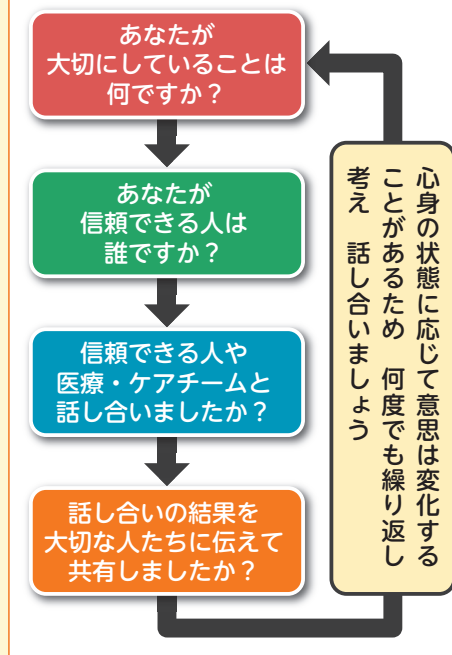 あなたが
大切にしていることは
何ですか？
あなたが
信頼できる人は
誰ですか？
信頼できる人や
医療・ケアチームと
話し合いましたか？
話し合いの結果を
大切な人たちに伝えて
共有しましたか？
心身の状態に応じて意思は変化する
ことがあるため　何度でも繰り返し
考え　話し合いましょう